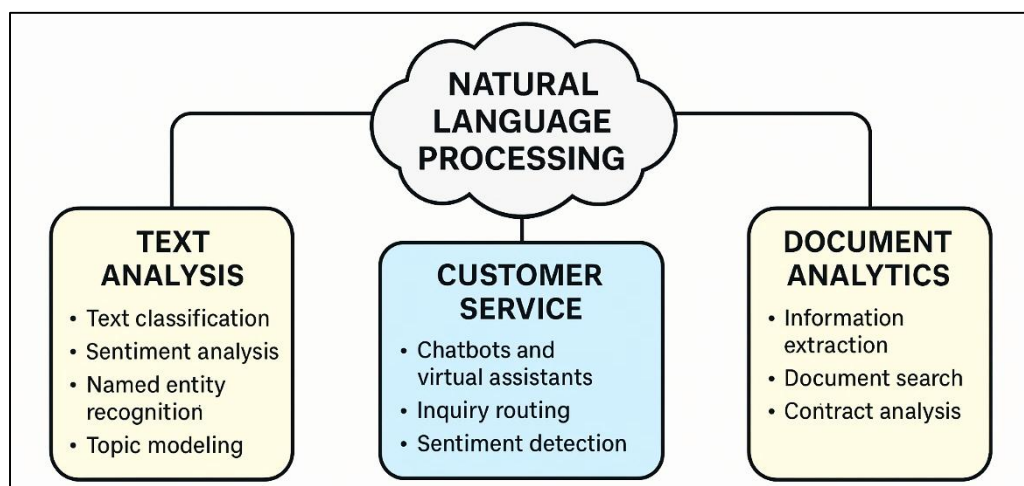 NATURAL
LANGUAGE
PROCESSING
TEXT
ANALYSIS
• Text classification
• Sentiment analysis
• Named entity
recognition
• Topic modeling
CUSTOMER
SERVICE
• Chatbots and
virtual assistants
• Inquiry routing
• Sentiment detection
DOCUMENT
ANALYTICS
• Information
extraction
• Document search
• Contract analysis